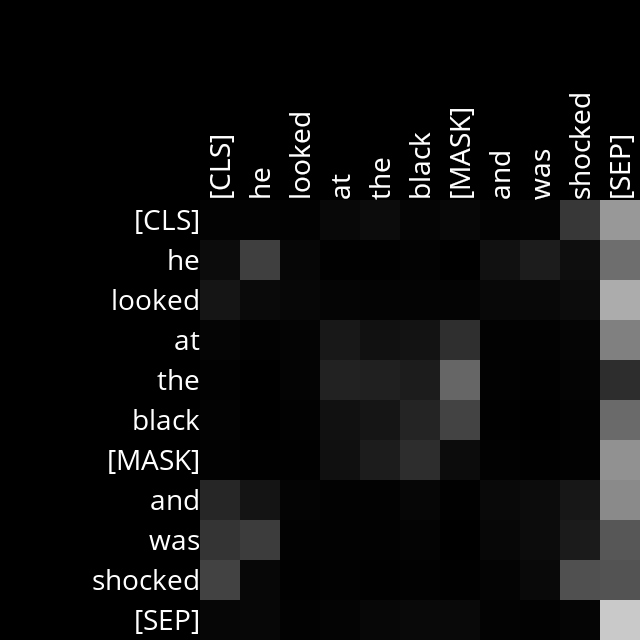 [CLS] he looked at the black [MASK] and was shocked [SEP]
[CLS]
he
looked
at
the
black
[MASK]
and
was
shocked
[SEP]